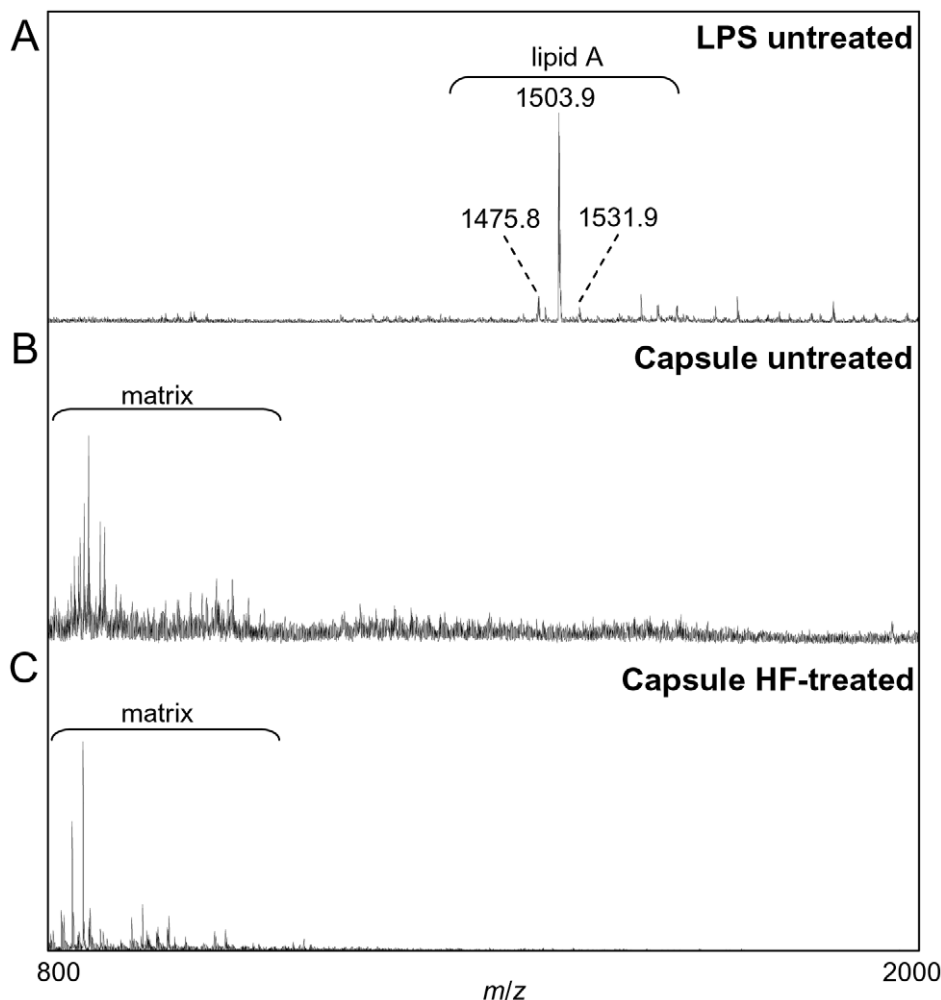 A
LPS untreated
lipid A
1503.9
1475.8
1531.9
B
Capsule untreated
matrix
C
Capsule HF-treated
matrix
800
2000
m/z